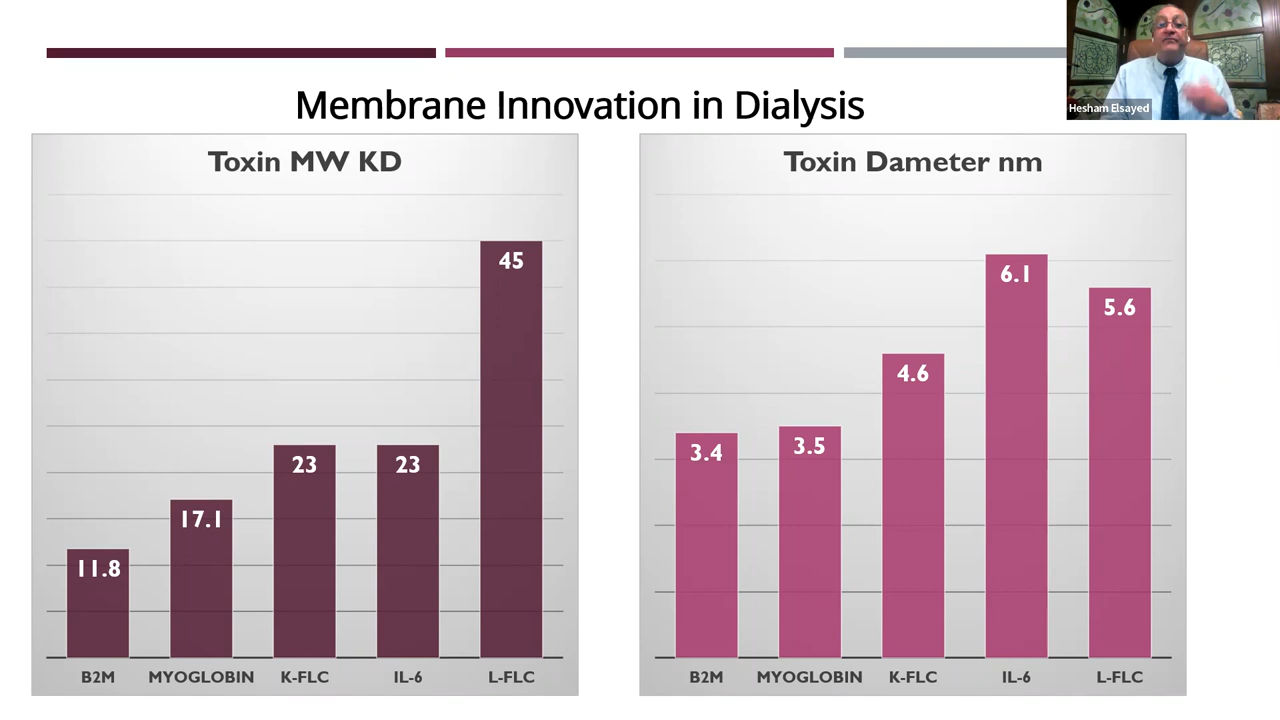 Hesham Elsayed
Membrane Innovation in Dialysis
Toxin MW KD
45
23
23
17.1
11.8
B2M MYOGLOBIN K-FLC IL-6 L-FLC
Toxin Dameter nm
6.1
5.6
4.6
3.4
3.5
B2M MYOGLOBIN K-FLC IL-6 L-FLC